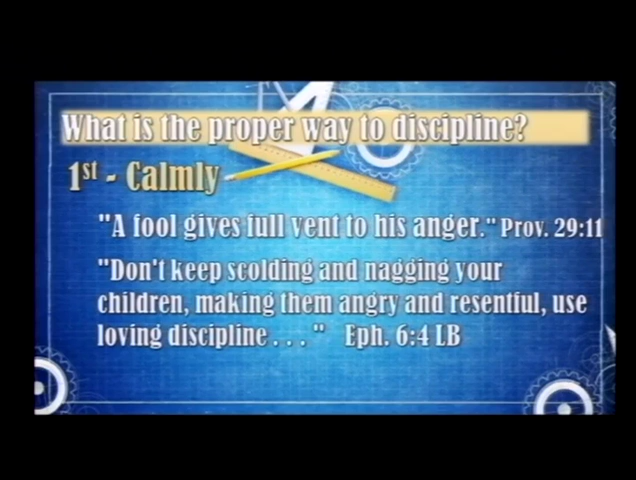 What is the proper way to discipline?
1st - Calmly
"A fool gives full vent to his anger." Prov. 29:11
"Don't keep scolding and nagging your
children, making them angry and resentful, use
loving discipline . . . " Eph. 6:4 LB